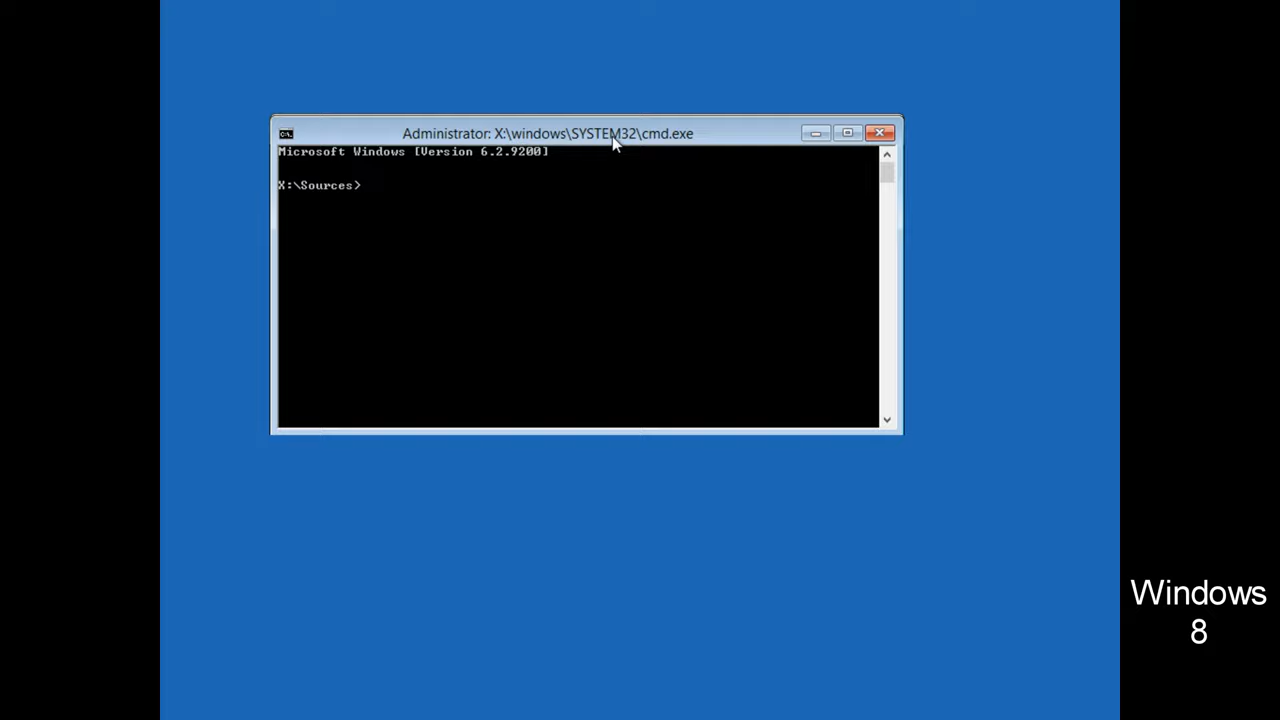 Administrator: X:\windows\SYSTEM32\cmd.exe
Microsoft Windows [Version 6.2.9200]
X:\Sources>
Windows
8